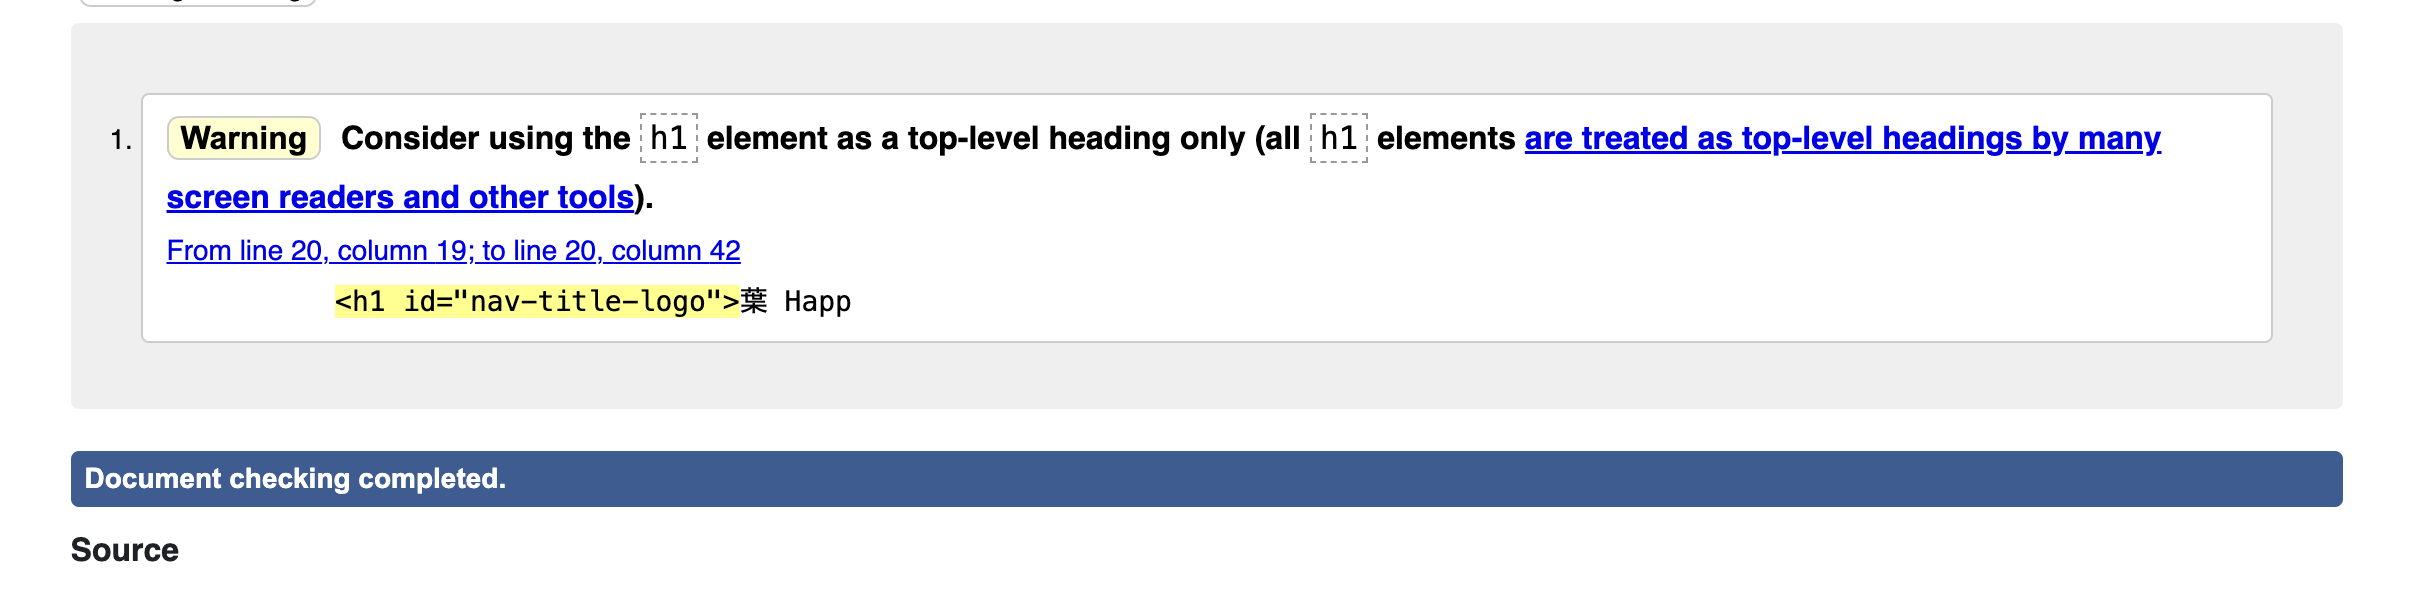 1. Warning Consider using the h1 element as a top-level heading only (all h1 elements are treated as top-level headings by many
screen readers and other tools).
From line 20, column 19; to line 20, column 42
<h1 id="nav-title-logo">葉 Happ
Document checking completed.
Source